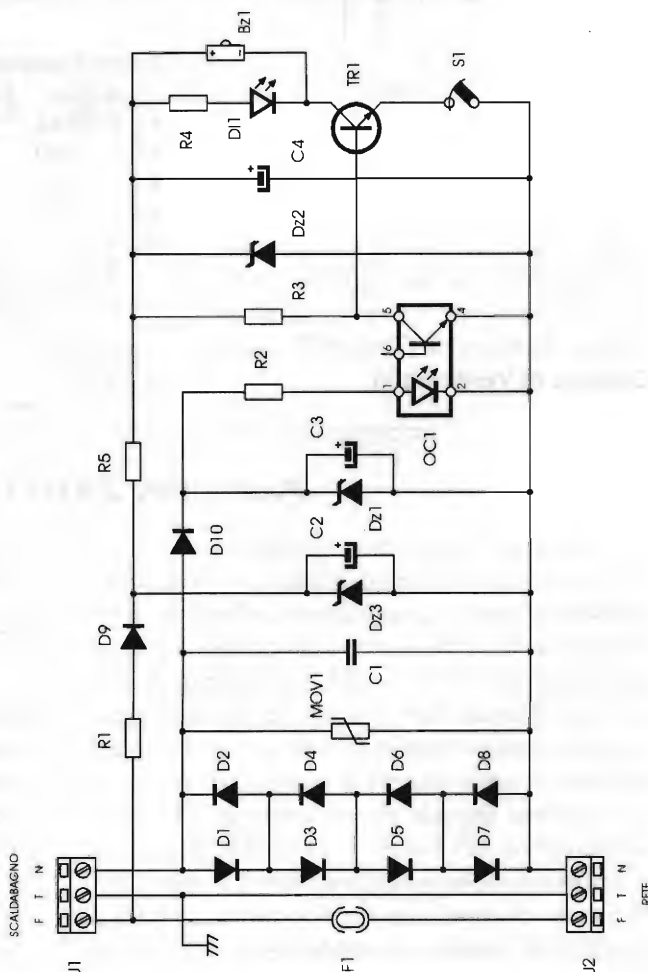 Bz1
+ -
R4
Dl1
TR1
S1
C4
+
Dz2
R3
R2
5
4
6
1
2
OC1
R5
C3
+
Dz1
D10
C2
+
Dz3
D9
C1
MOV1
R1
D2
D4
D6
D8
D1
D3
D5
D7
SCALDABAGNO
F T N
J1
F1
F T N
J2
RETE